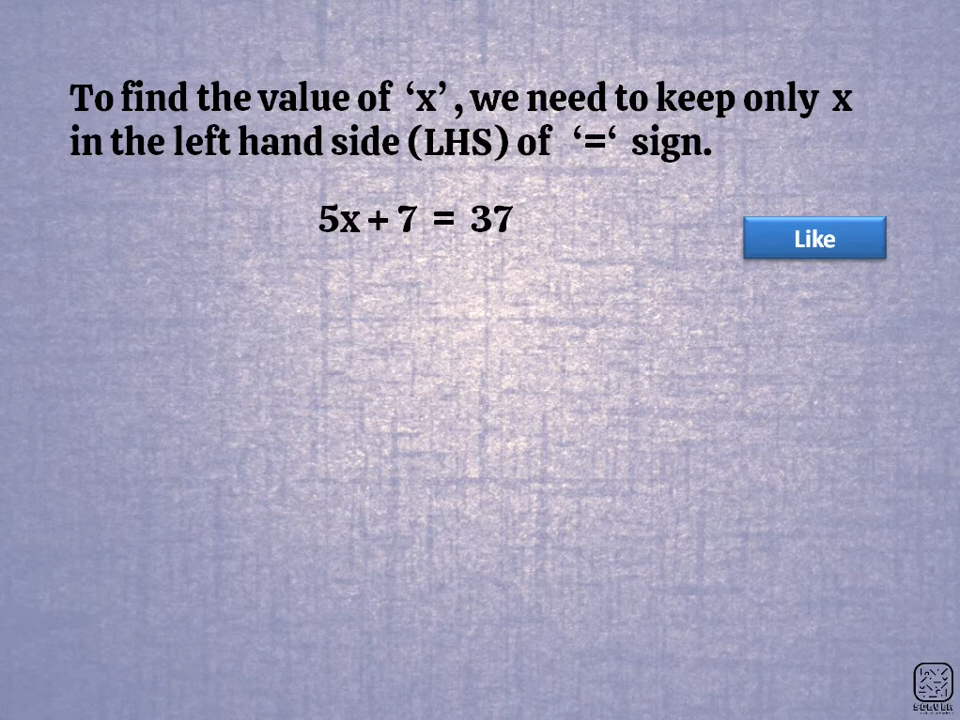 To find the value of ‘x’ , we need to keep only x
in the left hand side (LHS) of ‘=‘ sign.
5x + 7 = 37
Like
SOLVER